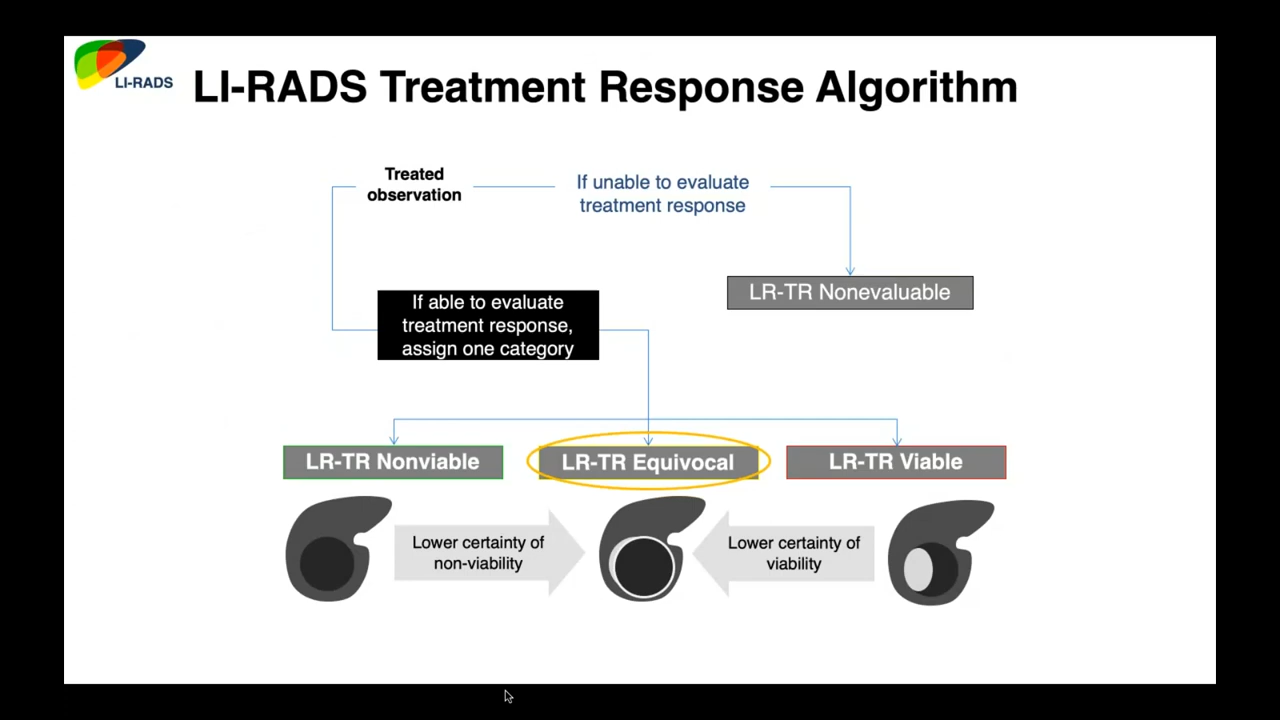 LI-RADS
LI-RADS Treatment Response Algorithm
Treated
observation
If unable to evaluate
treatment response
LR-TR Nonevaluable
If able to evaluate
treatment response,
assign one category
LR-TR Nonviable
LR-TR Equivocal
LR-TR Viable
Lower certainty of
non-viability
Lower certainty of
viability